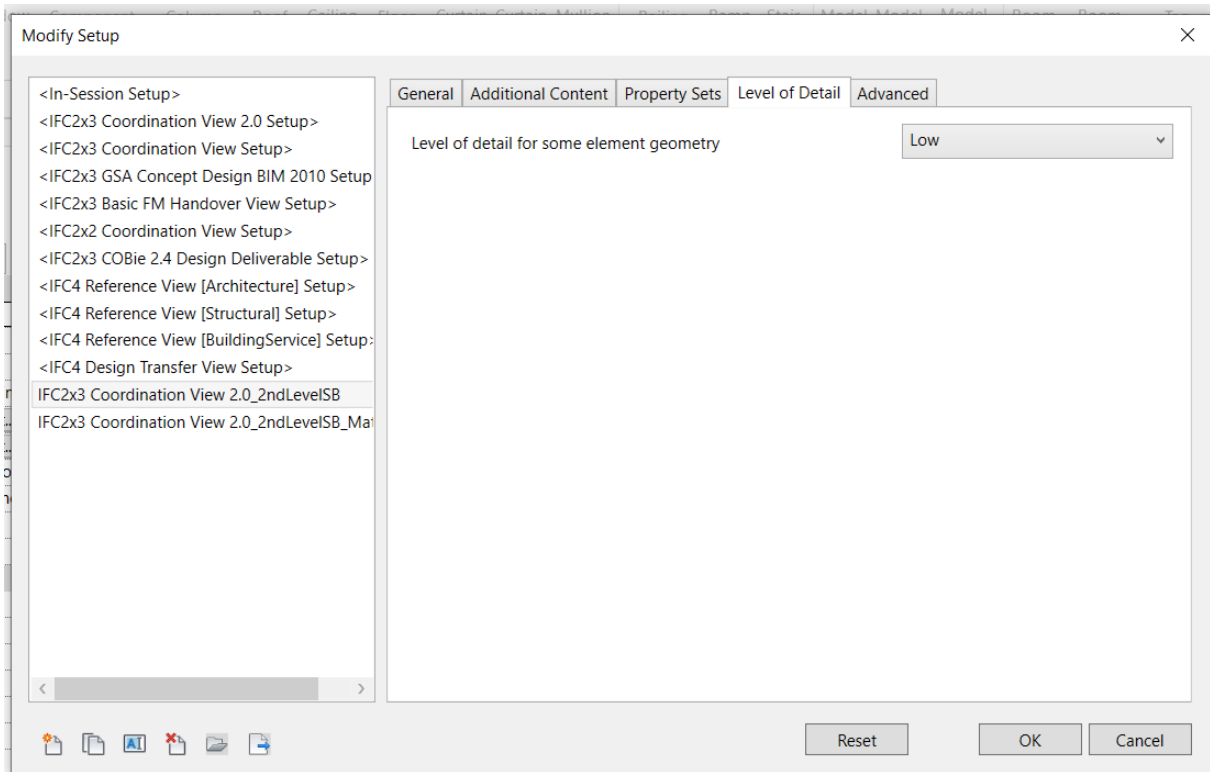 Modify Setup
<In-Session Setup>
<IFC2x3 Coordination View 2.0 Setup>
<IFC2x3 Coordination View Setup>
<IFC2x3 GSA Concept Design BIM 2010 Setup
<IFC2x3 Basic FM Handover View Setup>
<IFC2x2 Coordination View Setup>
<IFC2x3 COBie 2.4 Design Deliverable Setup>
<IFC4 Reference View [Architecture] Setup>
<IFC4 Reference View [Structural] Setup>
<IFC4 Reference View [BuildingService] Setup>
<IFC4 Design Transfer View Setup>
IFC2x3 Coordination View 2.0_2ndLevelSB
IFC2x3 Coordination View 2.0_2ndLevelSB_Mat
General Additional Content Property Sets Level of Detail Advanced
Level of detail for some element geometry Low
Reset OK Cancel